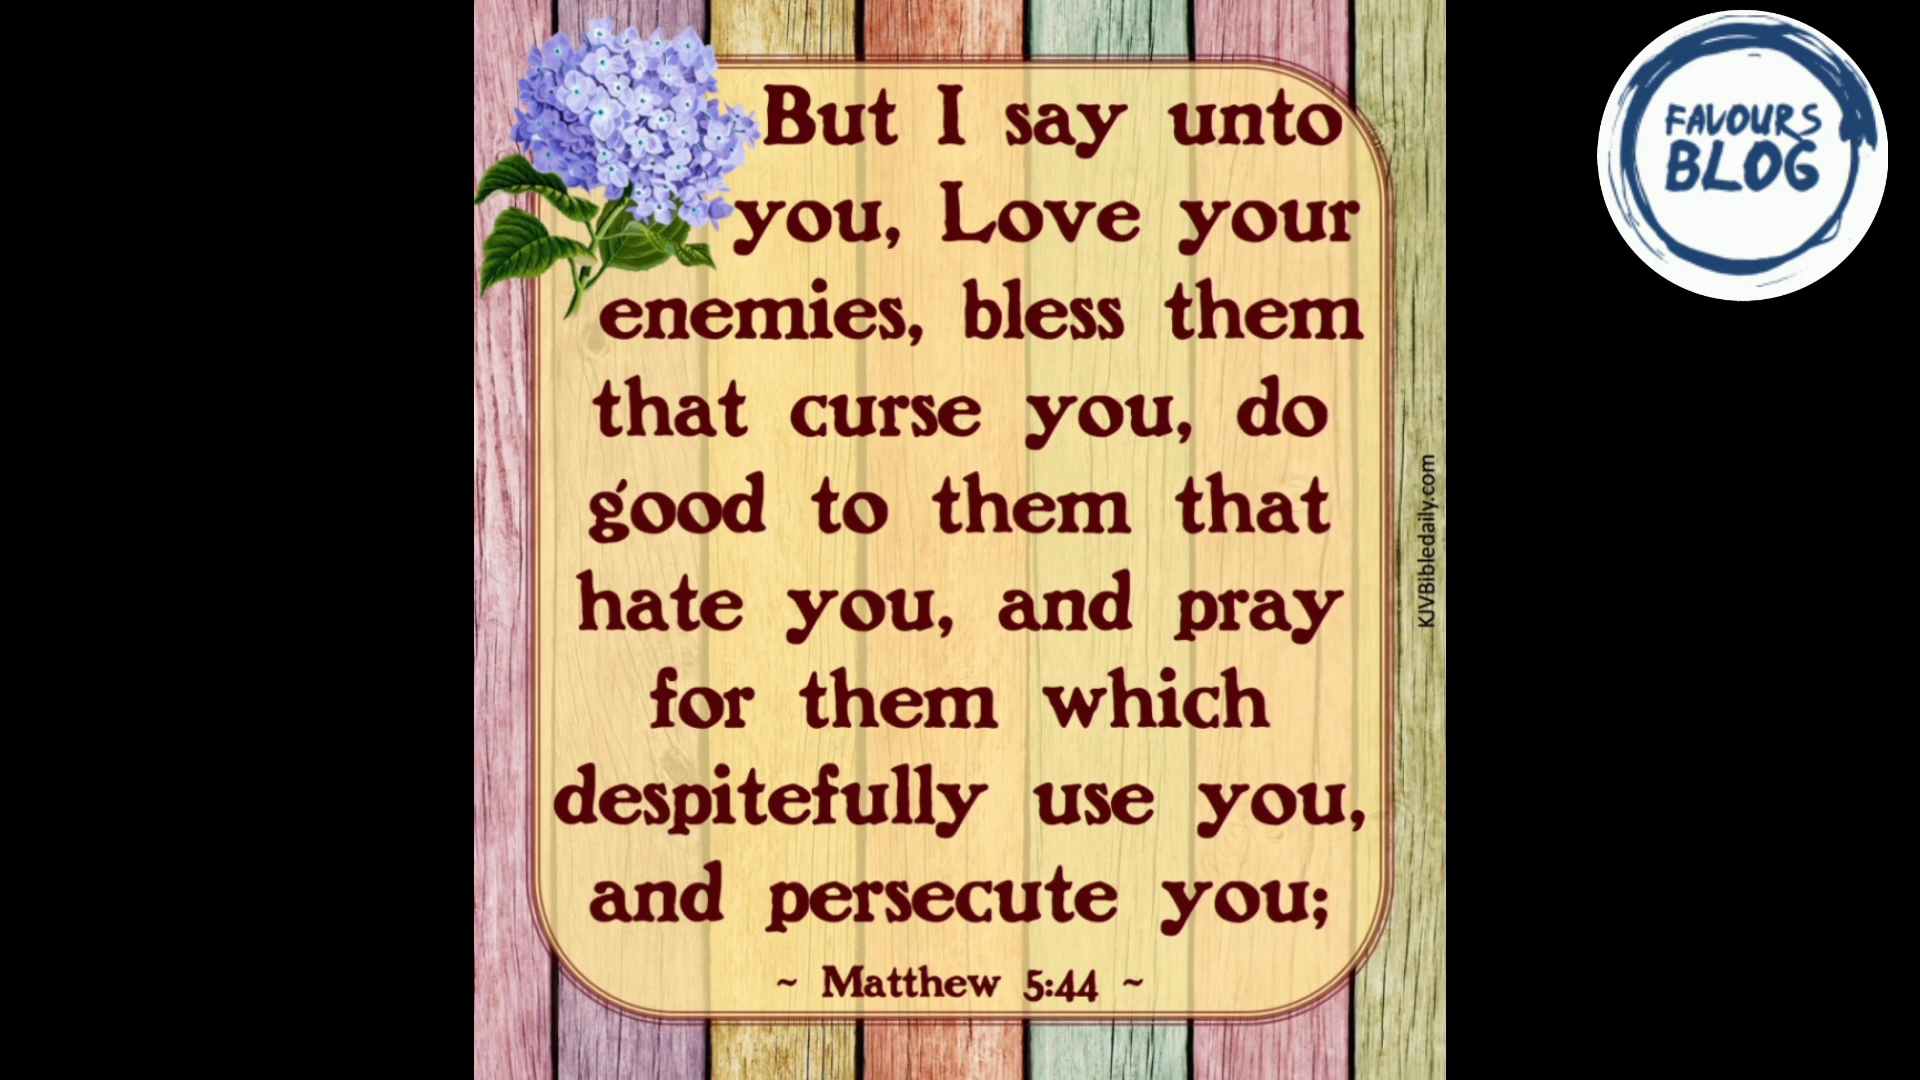 But I say unto
you, Love your
enemies, bless them
that curse you, do
good to them that
hate you, and pray
for them which
despitefully use you,
and persecute you;
~ Matthew 5:44 ~
KJVBibledaily.com
FAVOURS
BLOG